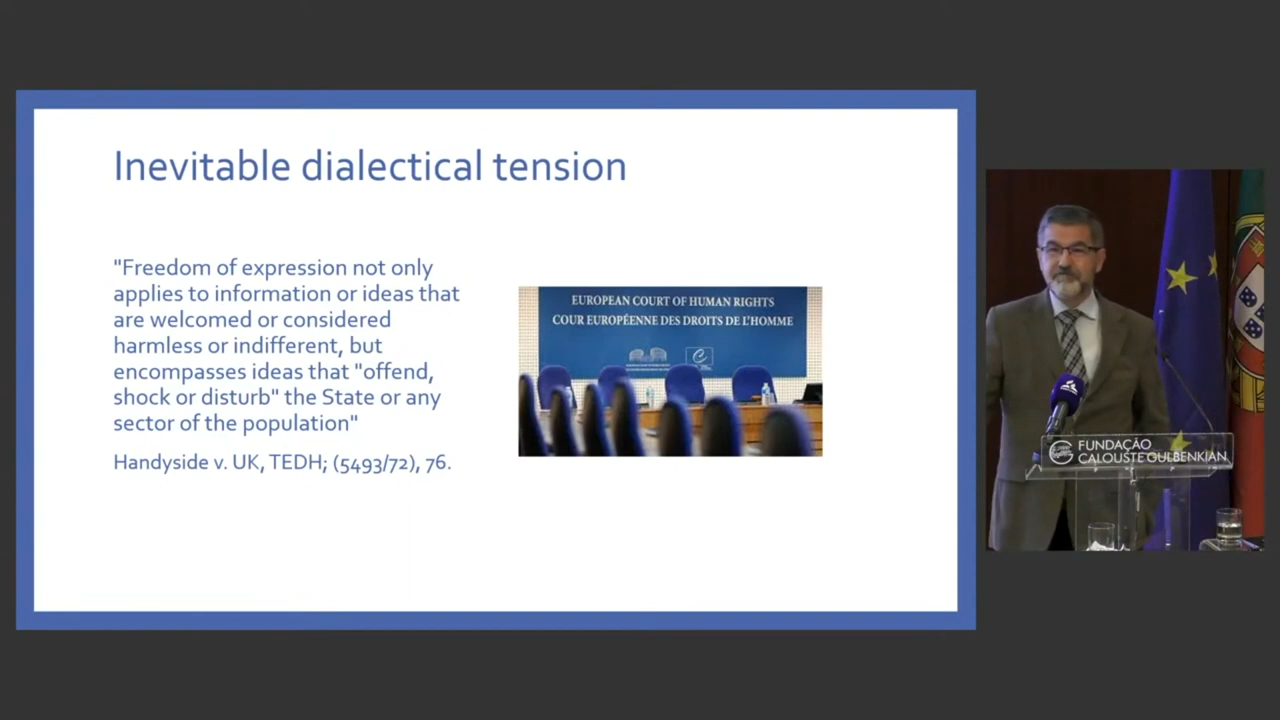 Inevitable dialectical tension
"Freedom of expression not only
applies to information or ideas that
are welcomed or considered
harmless or indifferent, but
encompasses ideas that "offend,
shock or disturb" the State or any
sector of the population"
Handyside v. UK, TEDH; (5493/72), 76.
EUROPEAN COURT OF HUMAN RIGHTS
COUR EUROPÉENNE DES DROITS DE L'HOMME
FUNDAÇÃO
CALOUSTE GULBENKIAN